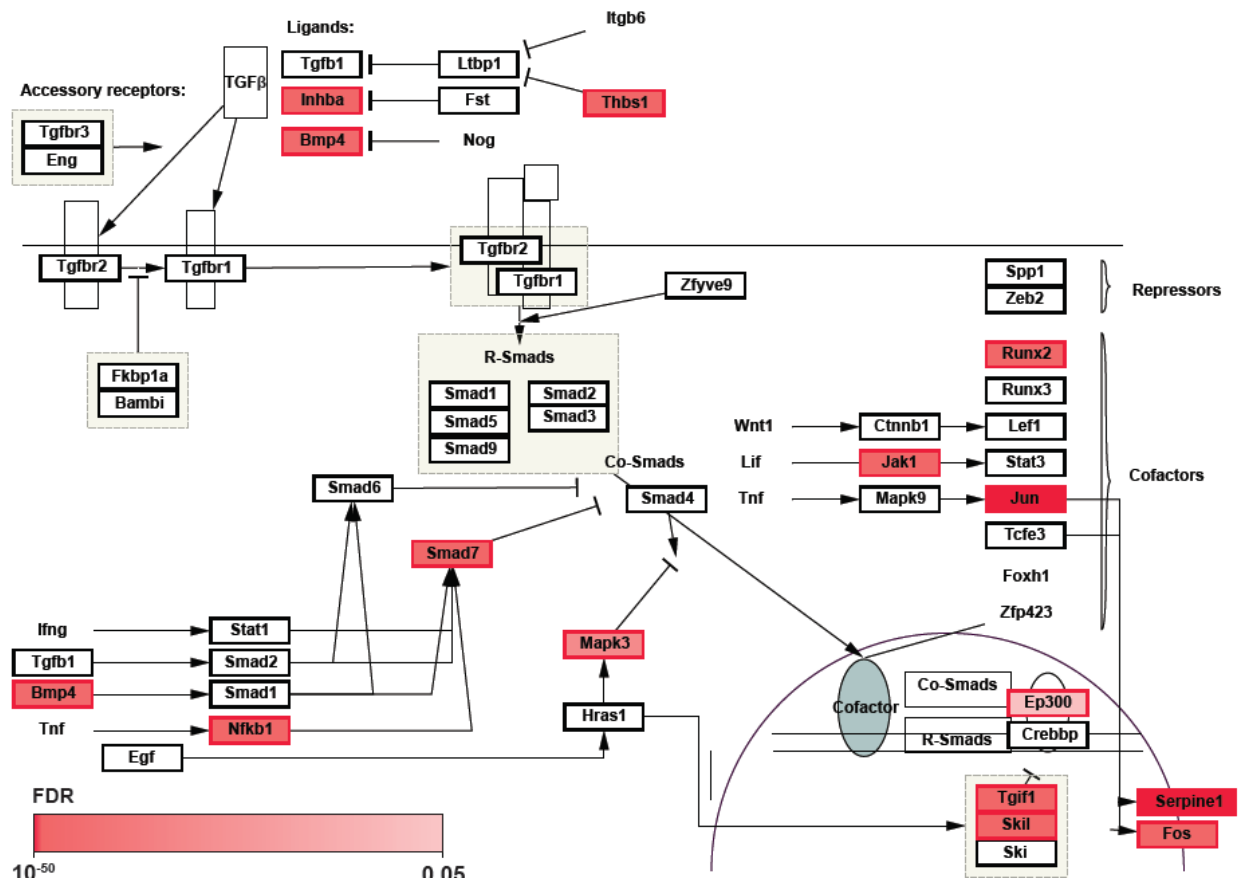 Itgb6
Ligands:
Tgfb1
Ltbp1
TGFβ
Accessory receptors:
Inhba
Fst
Thbs1
Tgfbr3
Eng
Bmp4
Nog
Tgfbr2
Tgfbr1
Tgfbr2
Tgfbr1
Zfyve9
Spp1
Zeb2
Repressors
R-Smads
Runx2
Fkbp1a
Bambi
Smad1
Smad2
Smad5
Smad3
Smad9
Runx3
Wnt1
Ctnnb1
Lef1
Co-Smads
Lif
Jak1
Stat3
Cofactors
Smad6
Smad4
Tnf
Mapk9
Jun
Tcfe3
Smad7
Foxh1
Zfp423
Ifng
Stat1
Mapk3
Tgfb1
Smad2
Bmp4
Smad1
Co-Smads
Ep300
Cofactor
Tnf
Nfkb1
Hras1
R-Smads
Crebbp
Egf
FDR
Tgif1
Serpine1
Skil
Fos
Ski
10-50
0.05